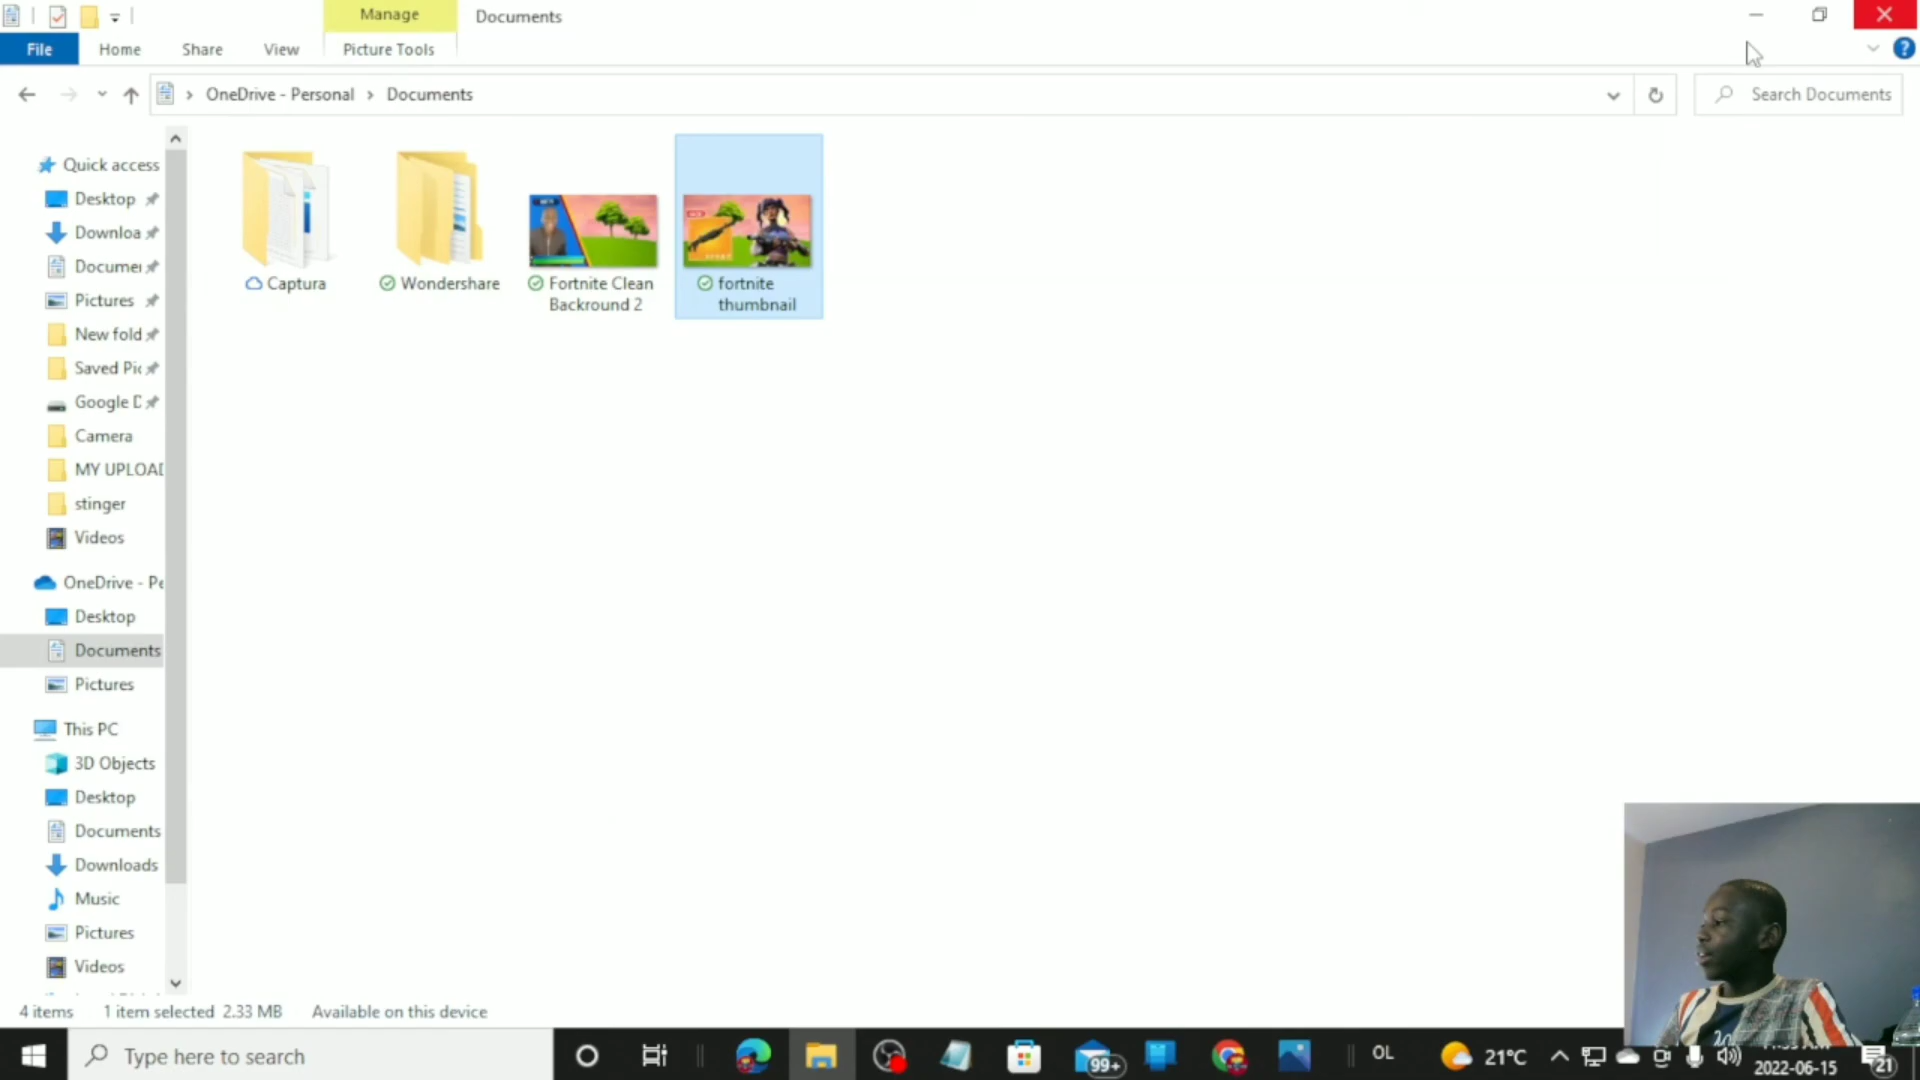 Manage
Documents
File
Home
Share
View
Picture Tools
OneDrive - Personal > Documents
Search Documents
Quick access
Desktop
Downloa
Documei
Pictures
New fold
Saved Pic
Google D
Camera
MY UPLOAD
stinger
Videos
OneDrive - Pe
Desktop
Documents
Pictures
This PC
3D Objects
Desktop
Documents
Downloads
Music
Pictures
Videos
Captura
Wondershare
Fortnite Clean
Backround 2
fortnite
thumbnail
4 items
1 item selected 2.33 MB
Available on this device
Type here to search
99+
OL
21°C
2022-06-15
21